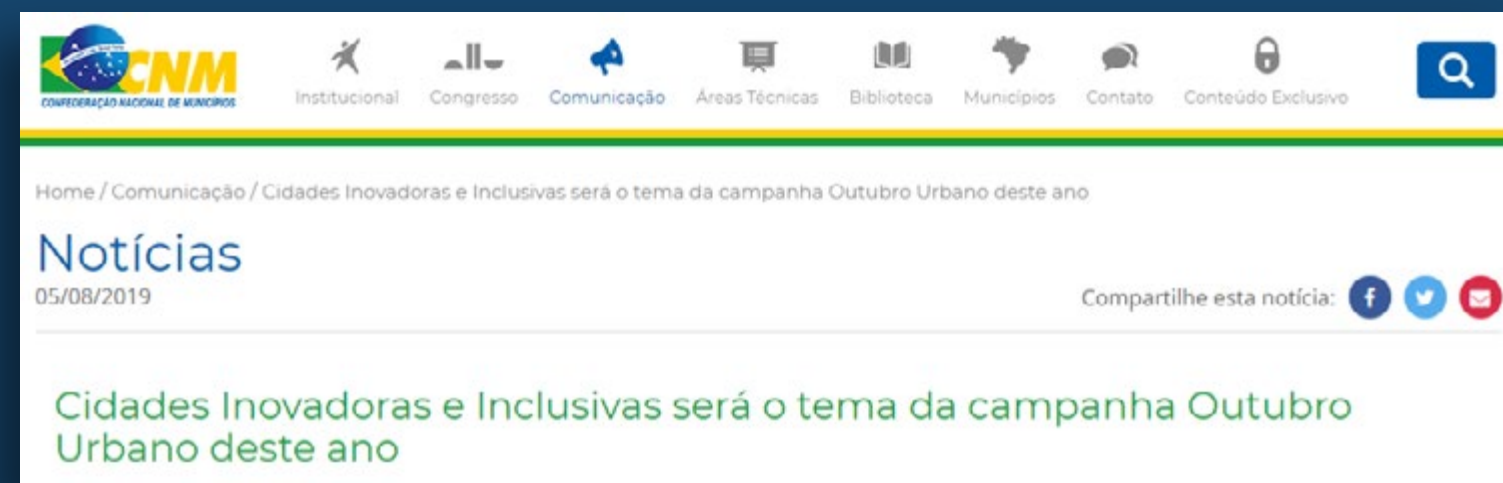 CNM
CONFEDERAÇÃO NACIONAL DE MUNICÍPIOS
Institucional Congresso Comunicação Áreas Técnicas Biblioteca Municípios Contato Conteúdo Exclusivo
Home / Comunicação / Cidades Inovadoras e Inclusivas será o tema da campanha Outubro Urbano deste ano
Notícias
05/08/2019
Compartilhe esta notícia:
Cidades Inovadoras e Inclusivas será o tema da campanha Outubro
Urbano deste ano